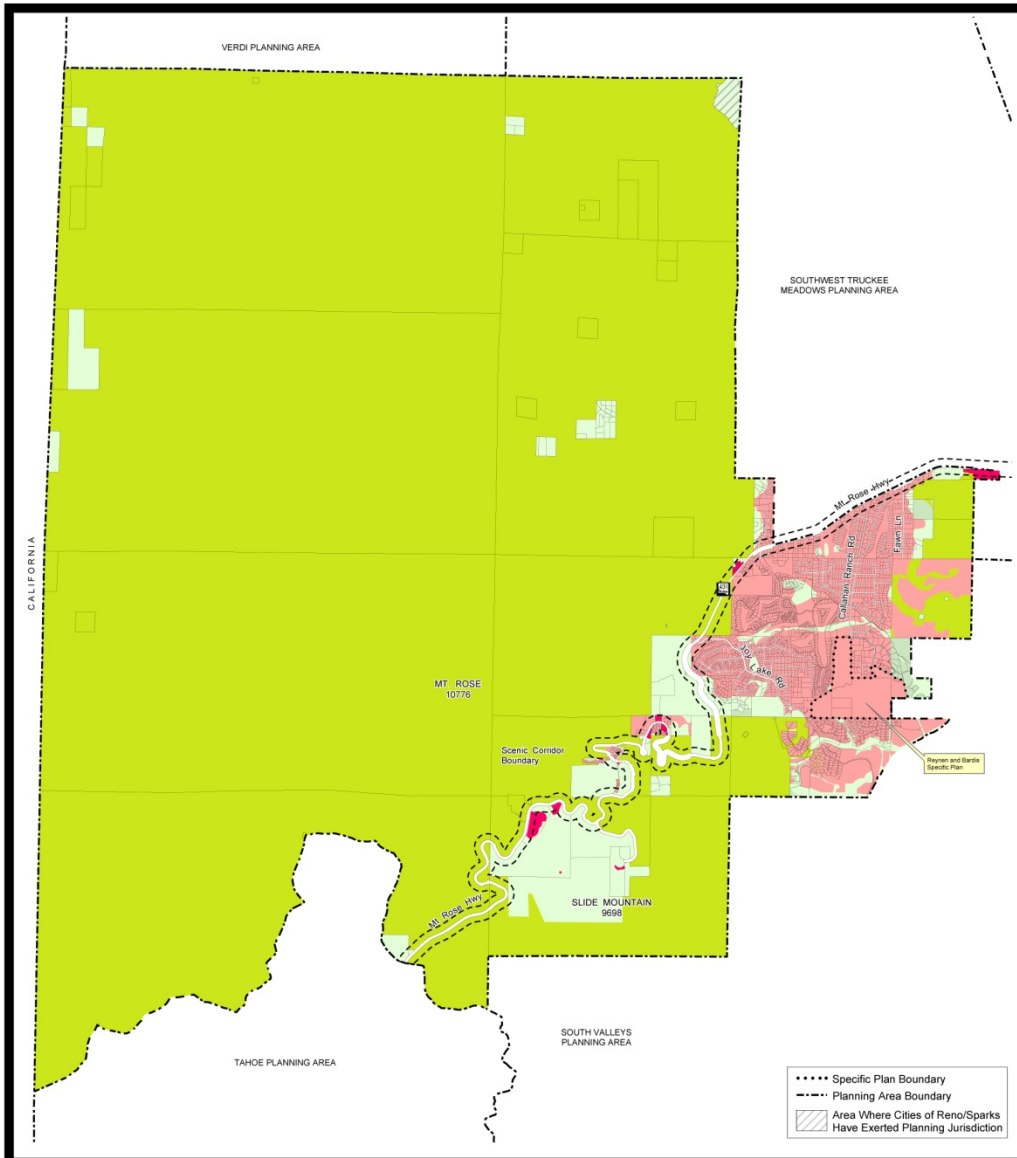 VERDI PLANNING AREA
SOUTHWEST TRUCKEE
MEADOWS PLANNING AREA
CALIFORNIA
Mt Rose Hwy
Fawn Ln
Callahan Ranch Rd
431
Joy Lake Rd
MT ROSE
10776
Scenic Corridor
Boundary
Reynen and Bardis
Specific Plan
Mt Rose Hwy
SLIDE MOUNTAIN
9698
SOUTH VALLEYS
PLANNING AREA
TAHOE PLANNING AREA
Specific Plan Boundary
Planning Area Boundary
Area Where Cities of Reno/Sparks
Have Exerted Planning Jurisdiction